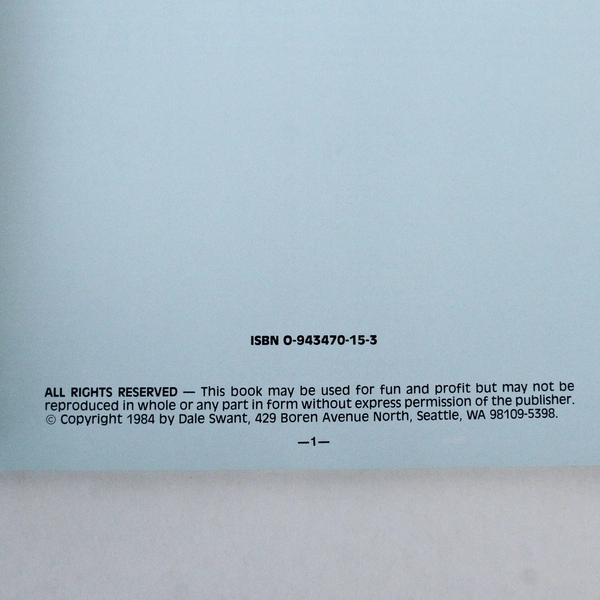 ISBN 0-943470-15-3
ALL RIGHTS RESERVED — This book may be used for fun and profit but may not be
reproduced in whole or any part in form without express permission of the publisher.
© Copyright 1984 by Dale Swant, 429 Boren Avenue North, Seattle, WA 98109-5398.
—1—